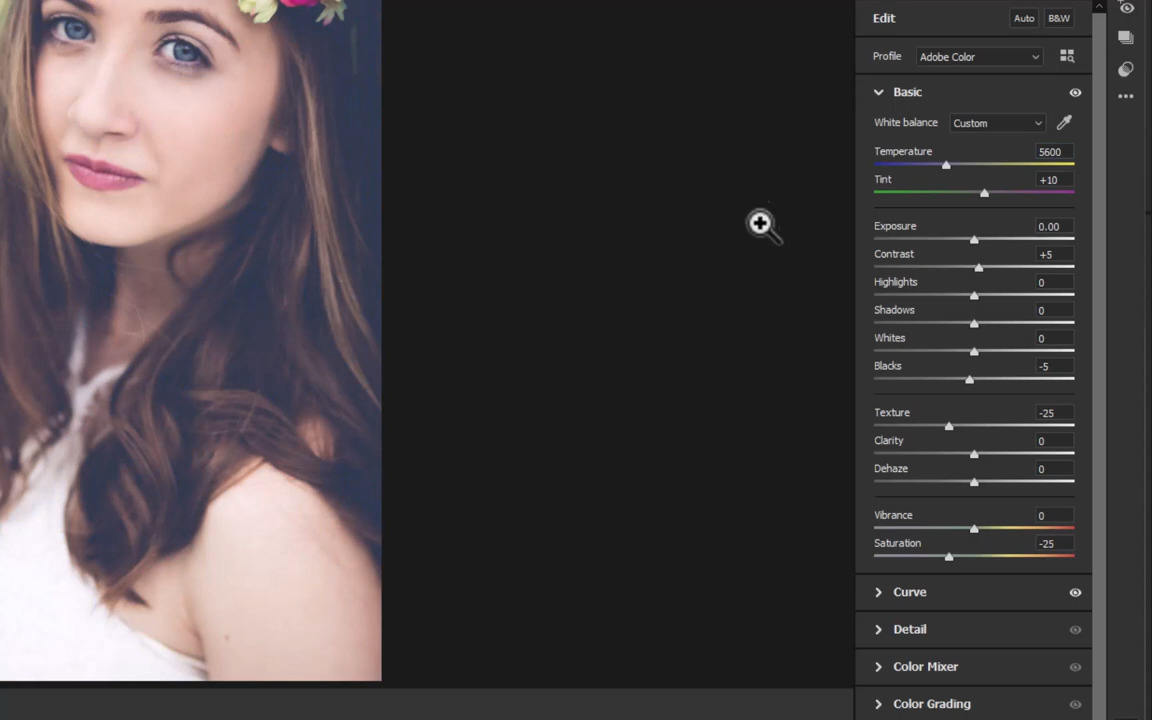 Edit Auto B&W
Profile Adobe Color
Basic
White balance Custom
Temperature 5600
Tint +10
Exposure 0.00
Contrast +5
Highlights 0
Shadows 0
Whites 0
Blacks -5
Texture -25
Clarity 0
Dehaze 0
Vibrance 0
Saturation -25
Curve
Detail
Color Mixer
Color Grading